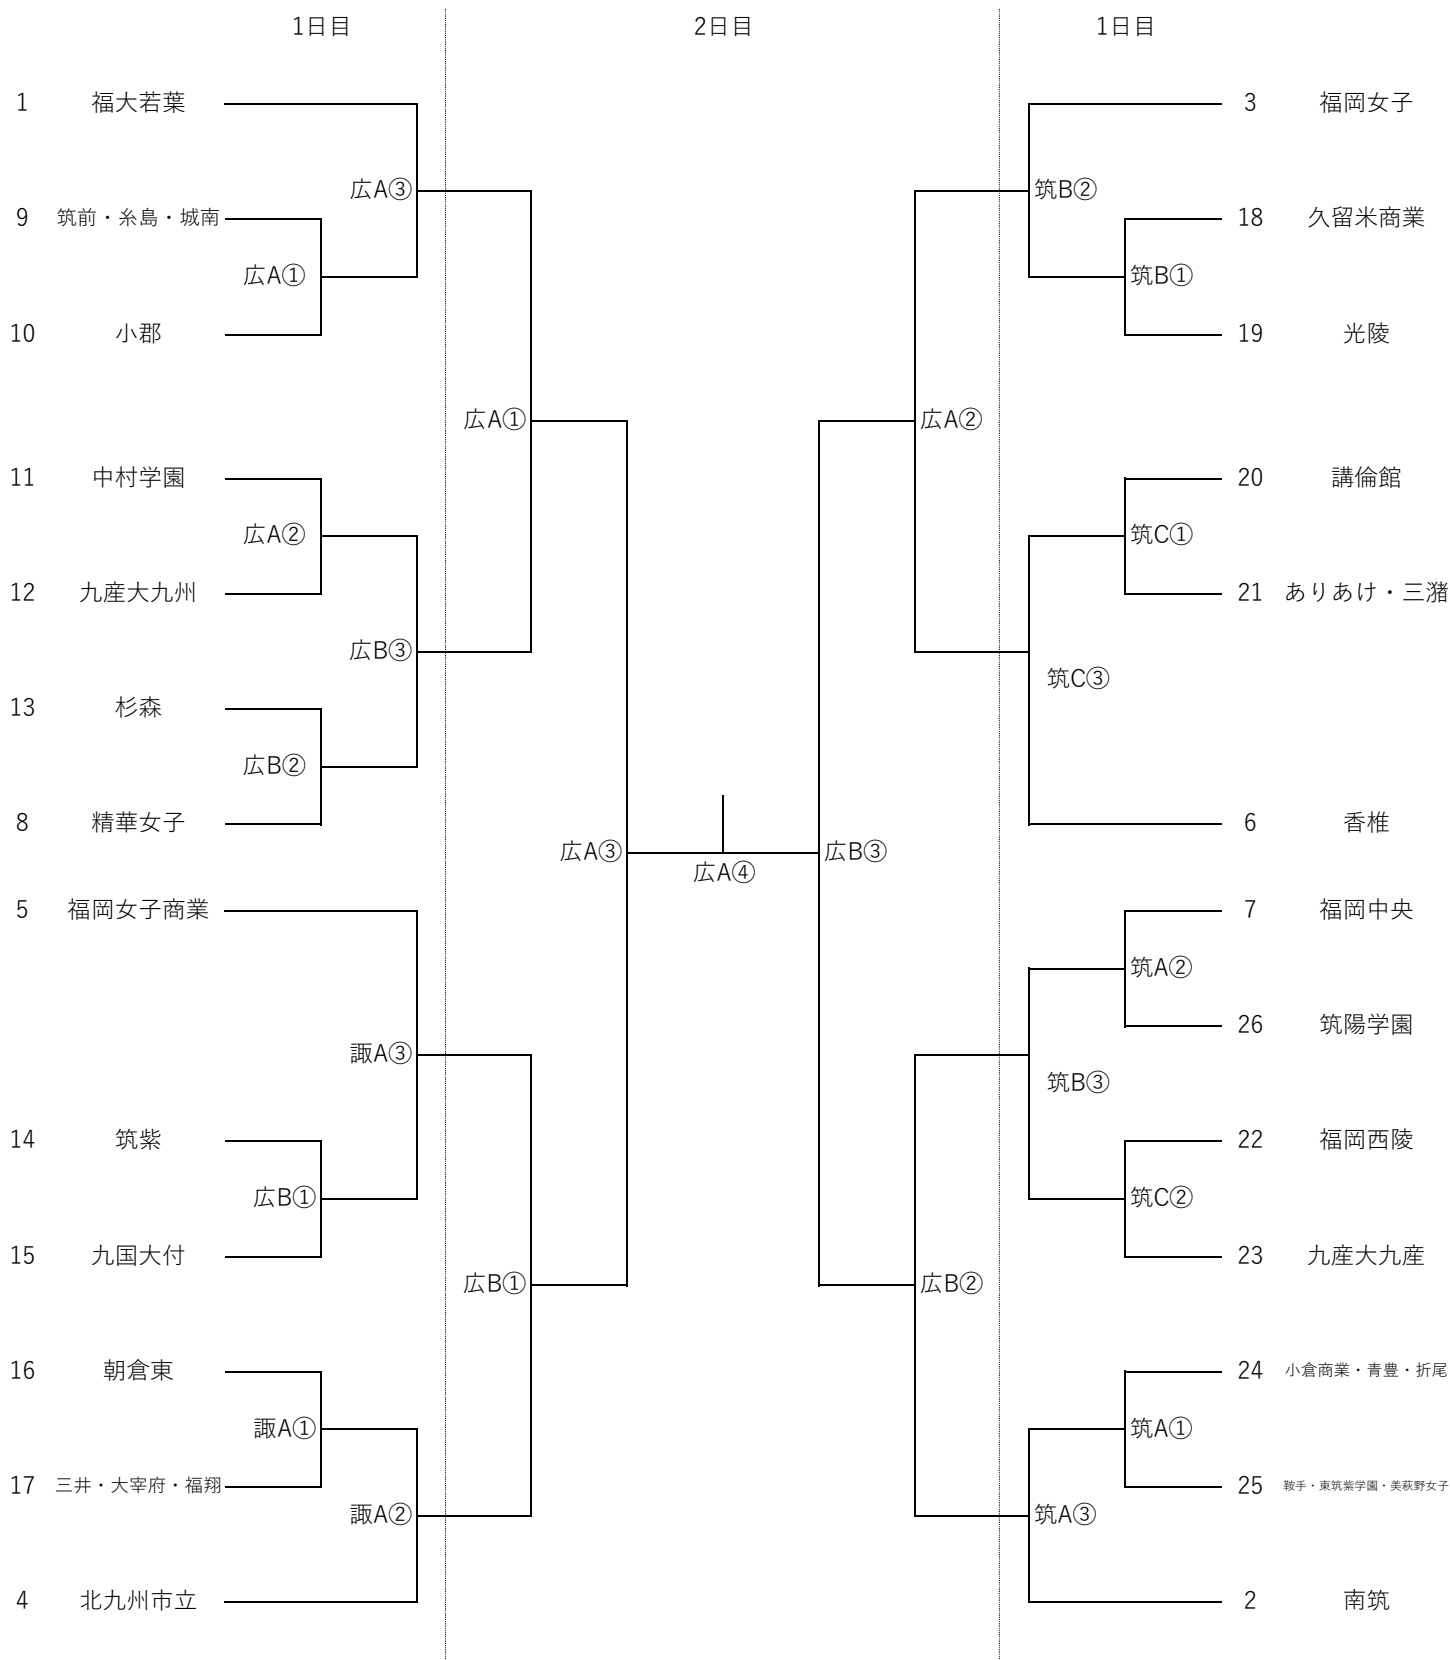 1日目 2日目 1日目
1 福大若葉 3 福岡女子
広A③ 筑B②
9 筑前・糸島・城南 18 久留米商業
広A① 筑B①
10 小郡 19 光陵
広A① 広A②
11 中村学園 20 講倫館
広A② 筑C①
12 九産大九州 21 ありあけ・三潴
広B③ 筑C③
13 杉森
広B②
8 精華女子 6 香椎
広A③ 広A④ 広B③
5 福岡女子商業 7 福岡中央
筑A②
26 筑陽学園
諏A③ 筑B③
14 筑紫 22 福岡西陵
広B① 筑C②
15 九国大付 23 九産大九産
広B① 広B②
16 朝倉東 24 小倉商業・青豊・折尾
諏A① 筑A①
17 三井・大宰府・福翔 25 鞍手・東筑紫学園・美萩野女子
諏A② 筑A③
4 北九州市立 2 南筑